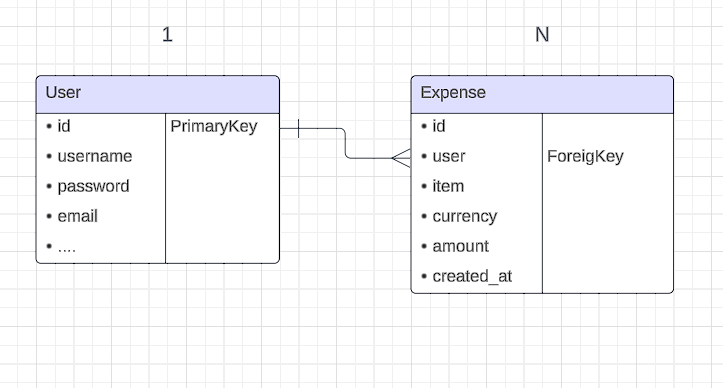 1
N
User
• id PrimaryKey
• username
• password
• email
• ....
Expense
• id
• user ForeigKey
• item
• currency
• amount
• created_at